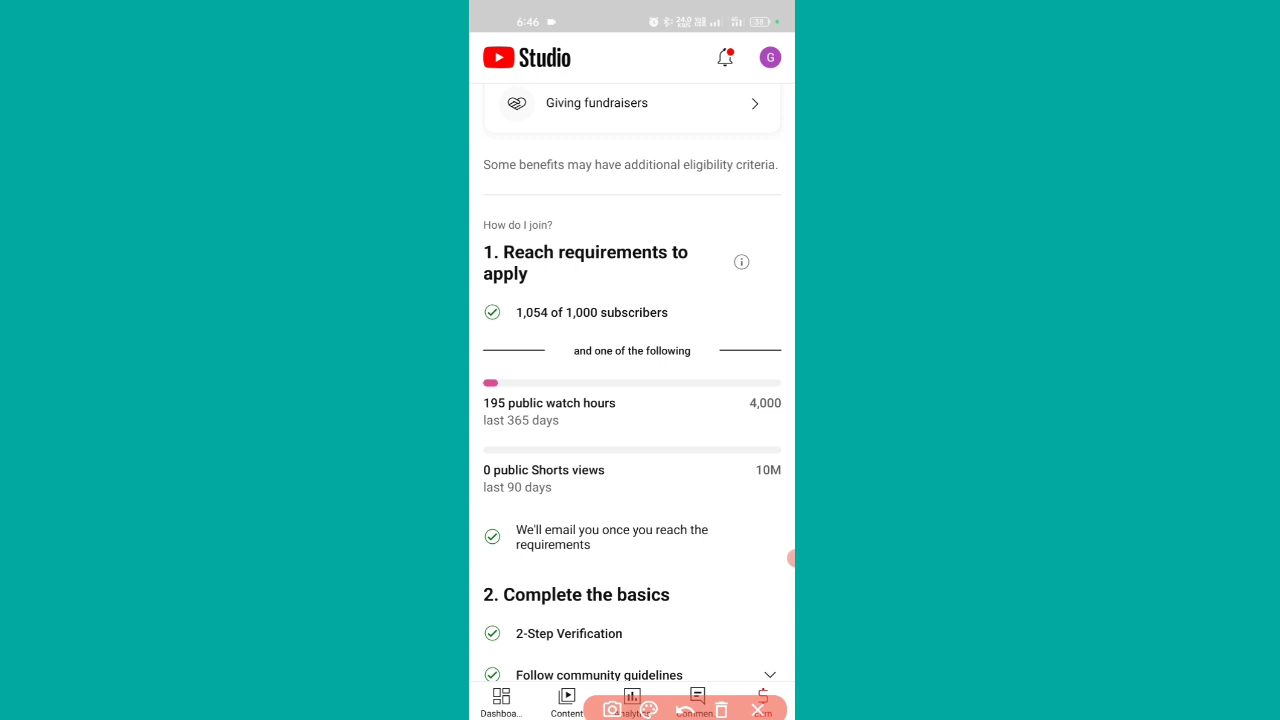 6:46
Studio
G
Giving fundraisers
Some benefits may have additional eligibility criteria.
How do I join?
1. Reach requirements to
apply
1,054 of 1,000 subscribers
and one of the following
195 public watch hours 4,000
last 365 days
0 public Shorts views 10M
last 90 days
We'll email you once you reach the
requirements
2. Complete the basics
2-Step Verification
Follow community guidelines
Dashboa... Content